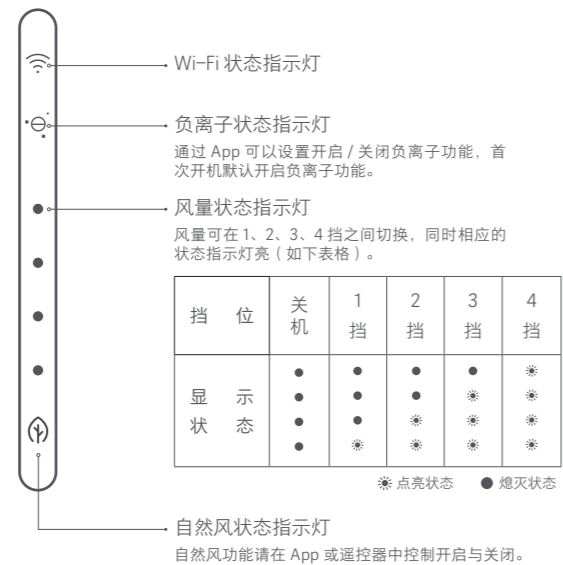 Wi-Fi 状态指示灯
负离子状态指示灯
通过 App 可以设置开启 / 关闭负离子功能，首
次开机默认开启负离子功能。
风量状态指示灯
风量可在 1、2、3、4 挡之间切换，同时相应的
状态指示灯亮（如下表格）。
挡 位 关机 1挡 2挡 3挡 4挡
显 示
状 态
点亮状态 熄灭状态
自然风状态指示灯
自然风功能请在 App 或遥控器中控制开启与关闭。